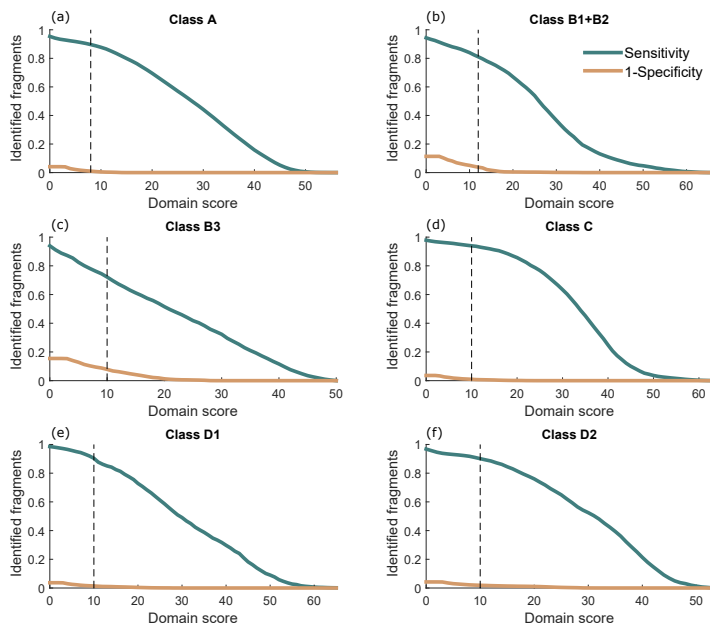 (a) Class A
Identified fragments
1
0.8
0.6
0.4
0.2
0
0 10 20 30 40 50
Domain score
(b) Class B1+B2
Sensitivity
1-Specificity
Identified fragments
1
0.8
0.6
0.4
0.2
0
0 10 20 30 40 50 60
Domain score
(c) Class B3
Identified fragments
1
0.8
0.6
0.4
0.2
0
0 10 20 30 40 50
Domain score
(d) Class C
Identified fragments
1
0.8
0.6
0.4
0.2
0
0 10 20 30 40 50 60
Domain score
(e) Class D1
Identified fragments
1
0.8
0.6
0.4
0.2
0
0 10 20 30 40 50 60
Domain score
(f) Class D2
Identified fragments
1
0.8
0.6
0.4
0.2
0
0 10 20 30 40 50
Domain score